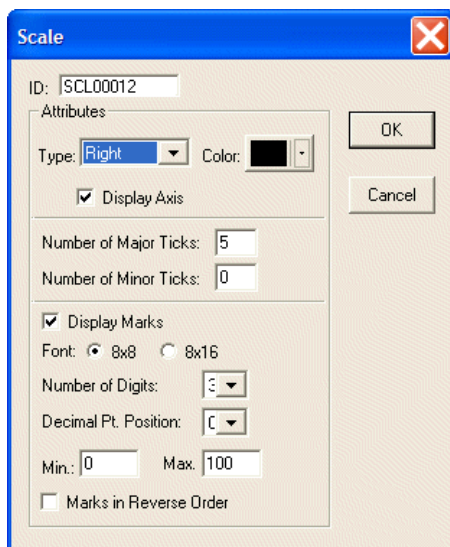 Scale
ID: SCL00012
Attributes
OK
Type: Right Color:
Display Axis
Cancel
Number of Major Ticks: 5
Number of Minor Ticks: 0
Display Marks
Font: 8x8 8x16
Number of Digits: 3
Decimal Pt. Position:
Min.: 0 Max. 100
Marks in Reverse Order